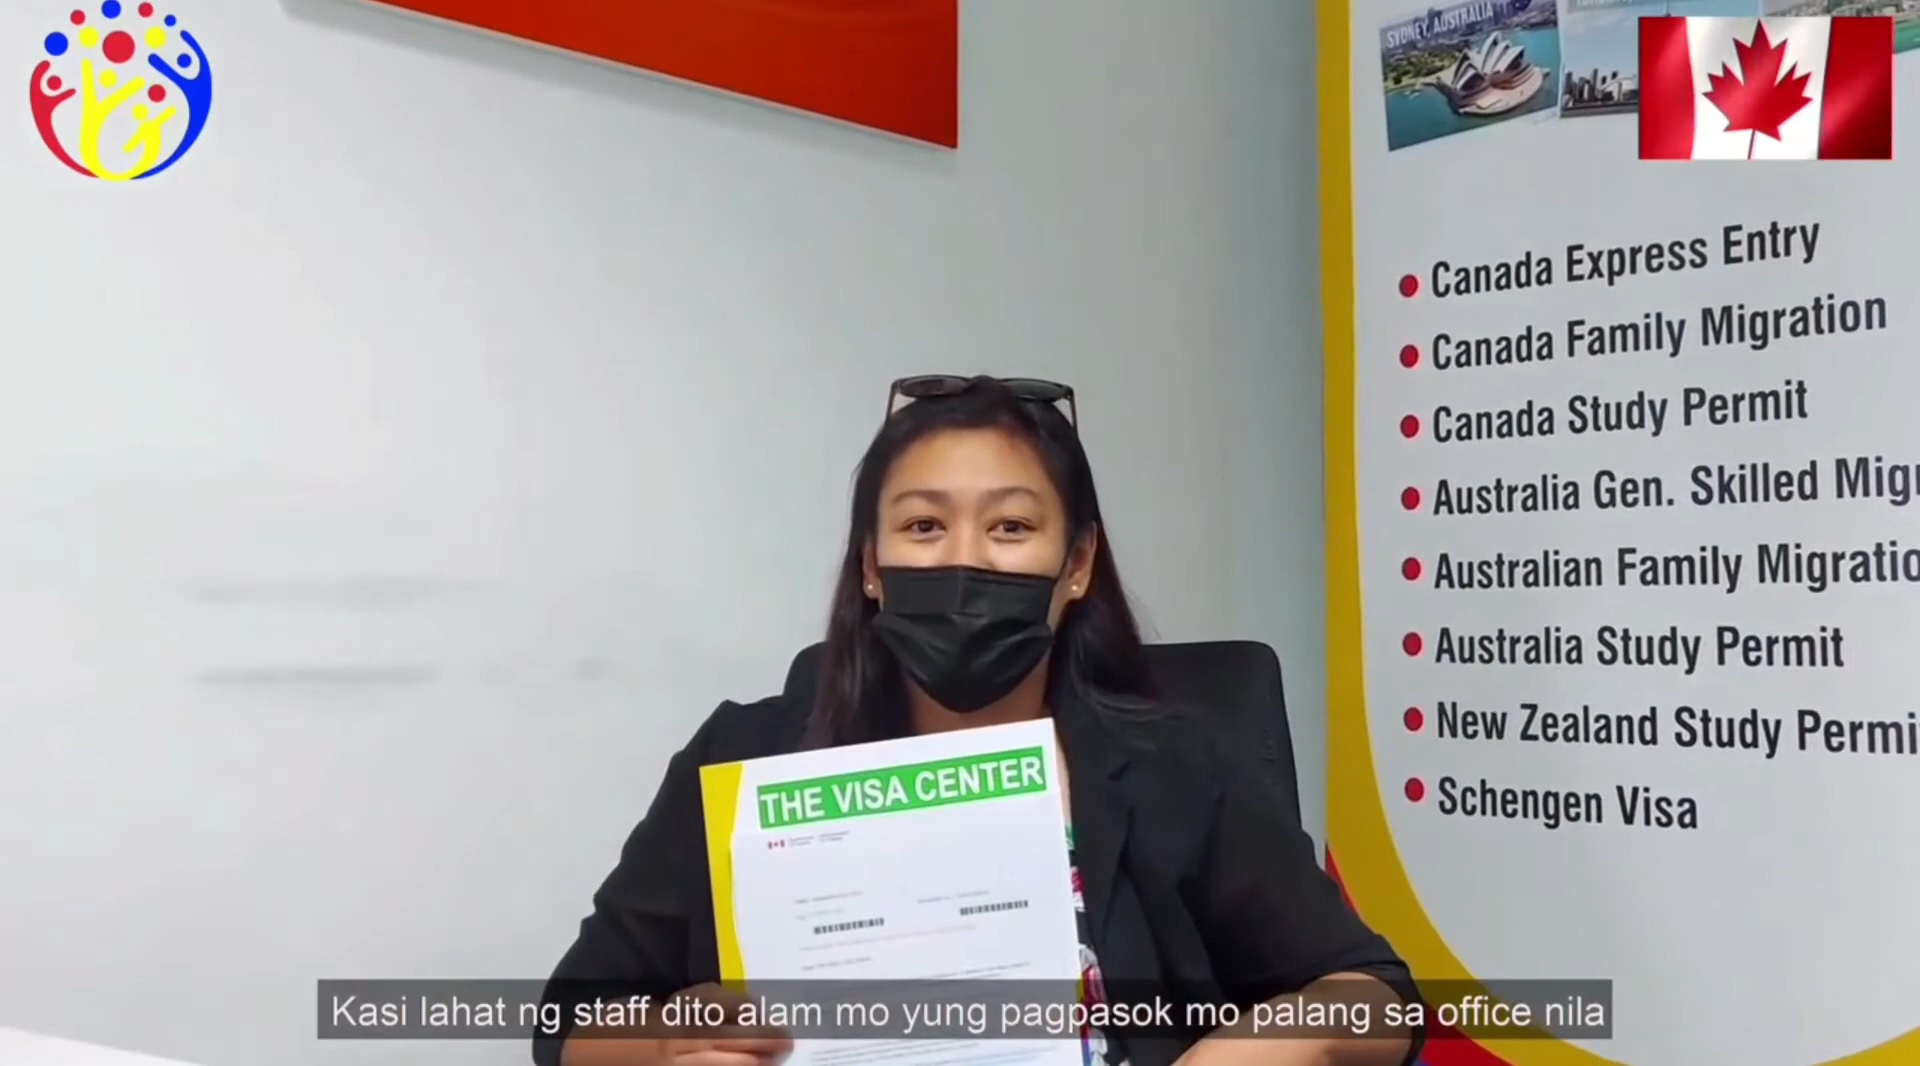 SYDNEY, AUSTRALIA
Canada Express Entry
Canada Family Migration
Canada Study Permit
Australia Gen. Skilled Migr
Australian Family Migratio
Australia Study Permit
New Zealand Study Permi
Schengen Visa
THE VISA CENTER
Kasi lahat ng staff dito alam mo yung pagpasok mo palang sa office nila